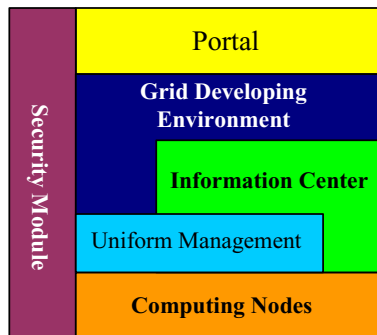 Portal
Grid Developing
Environment
Security Module
Information Center
Uniform Management
Computing Nodes